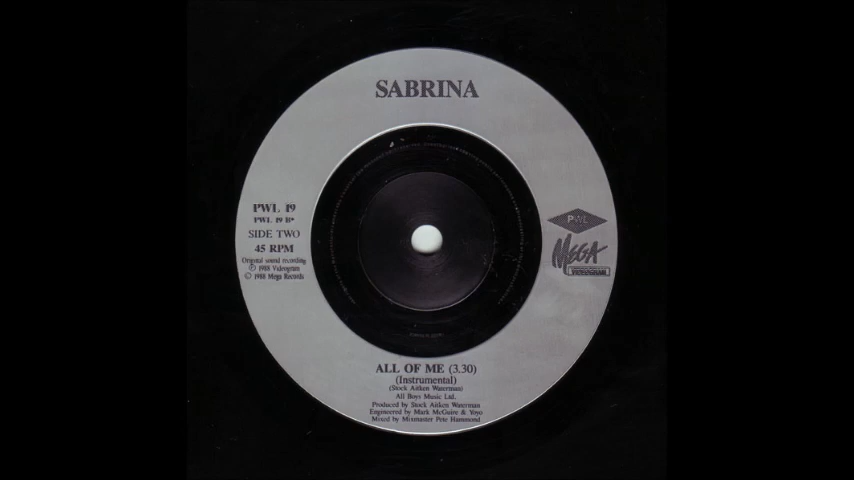 SABRINA
PWL 19
PWL 19 B*
SIDE TWO
45 RPM
Original sound recording
℗ 1988 Videogram
© 1988 Mega Records
PWL
MEGA
VIDEOGRAM
ALL OF ME (3.30)
(Instrumental)
(Stock Aitken Waterman)
All Boys Music Ltd.
Produced by Stock Aitken Waterman
Engineered by Mark McGuire & Yoyo
Mixed by Mixmaster Pete Hammond